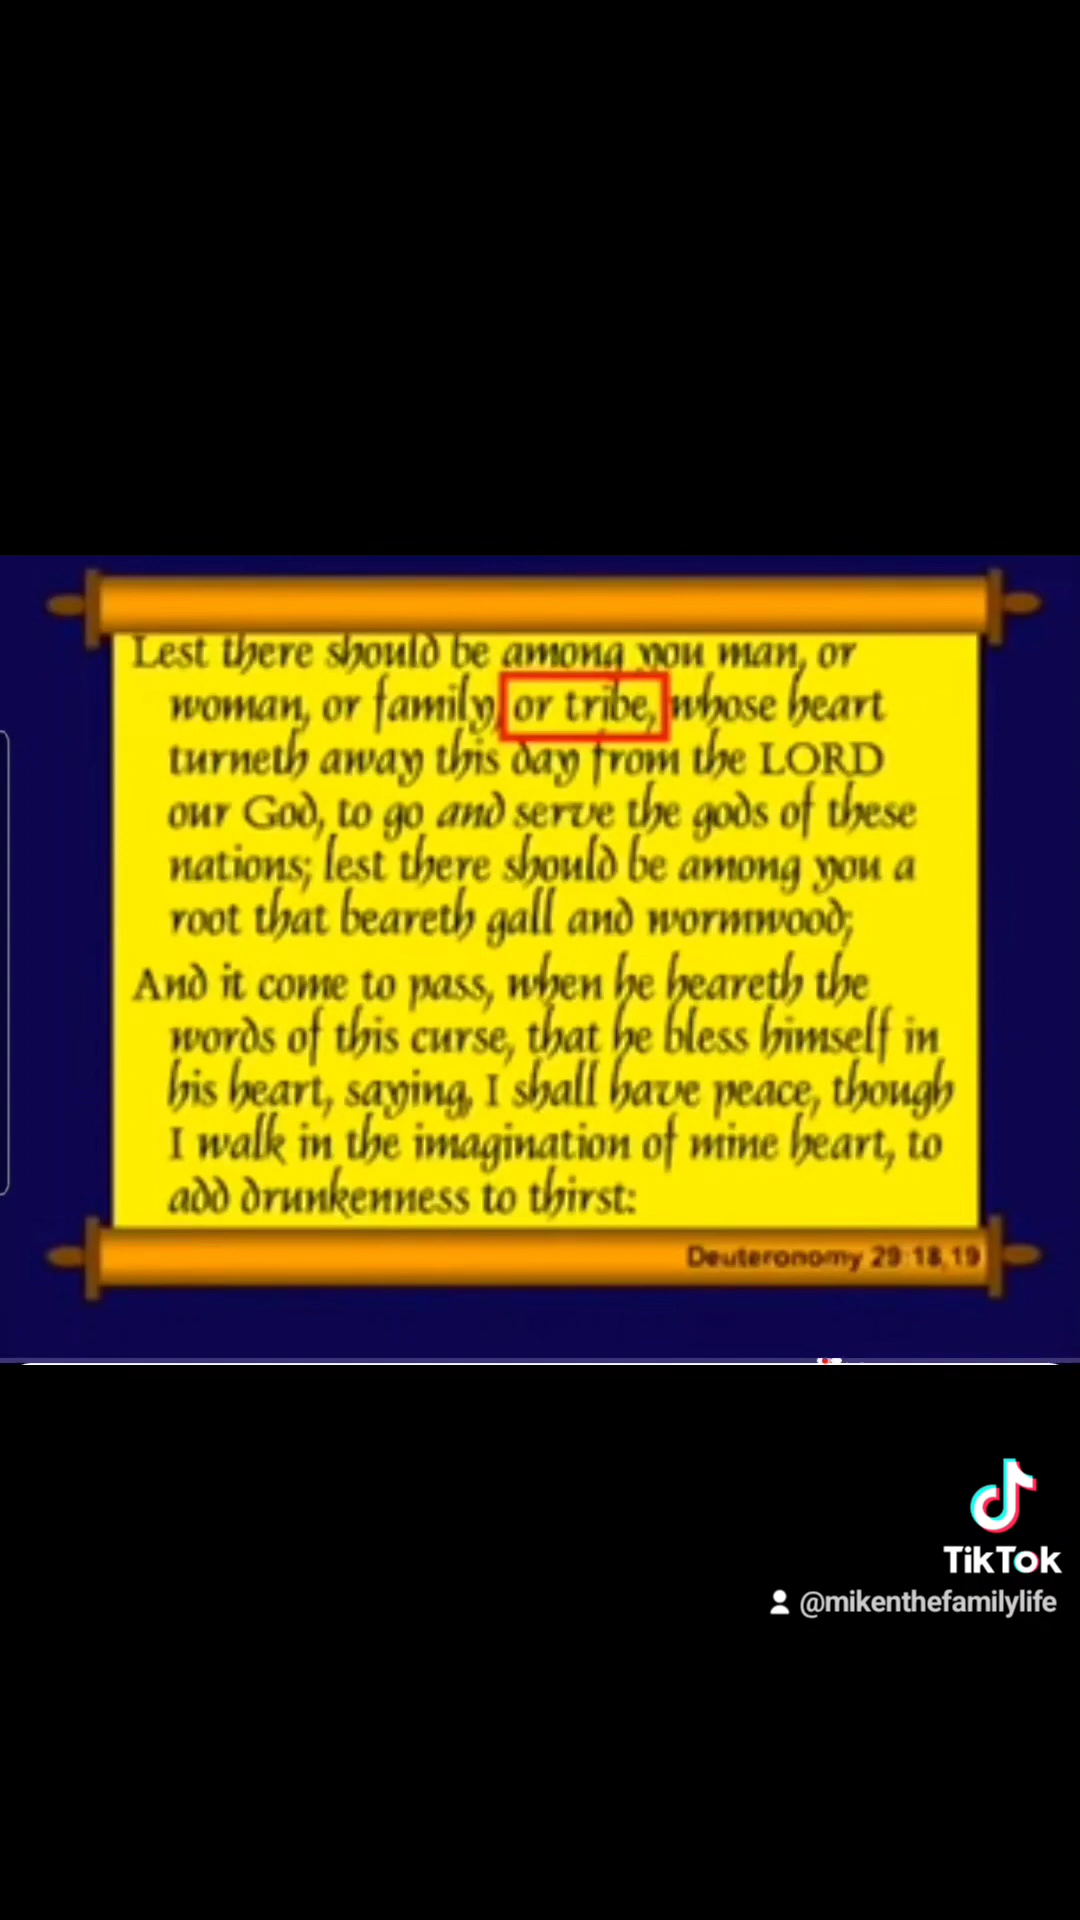 Lest there should be among you man, or
woman, or family, or tribe, whose heart
turneth away this day from the LORD
our God, to go and serve the gods of these
nations; lest there should be among you a
root that beareth gall and wormwood;
And it come to pass, when he heareth the
words of this curse, that he bless himself in
his heart, saying, I shall have peace, though
I walk in the imagination of mine heart, to
add drunkenness to thirst:
Deuteronomy 29:18,19
TikTok
@mikenthefamilylife